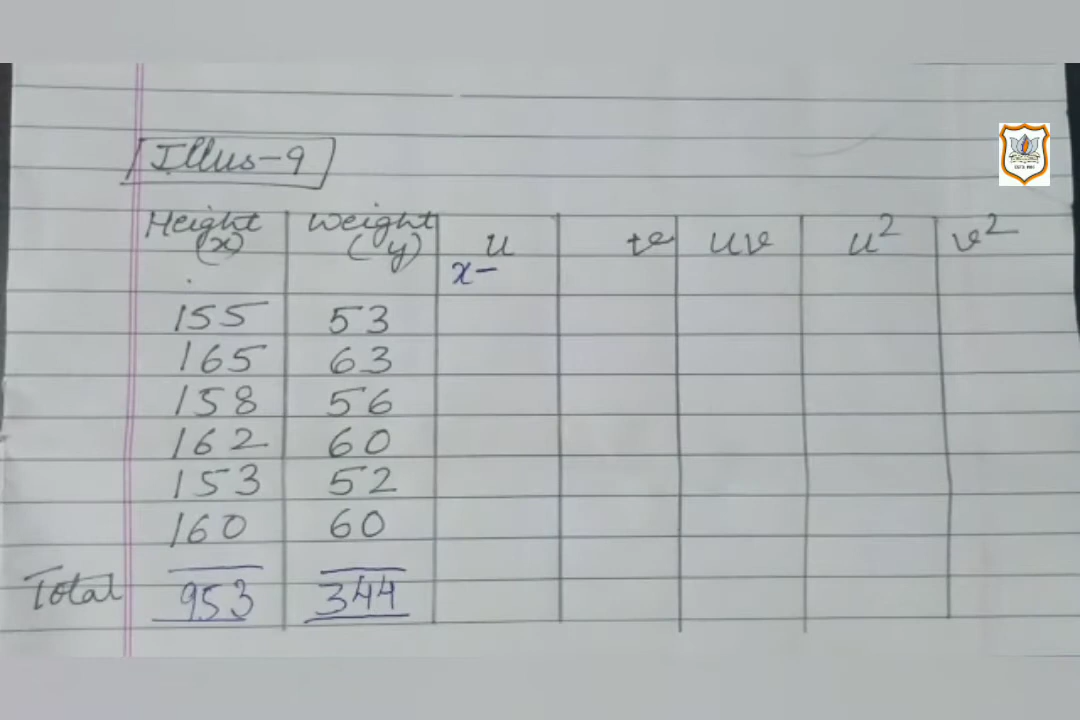 Illus-9
Height Weight
(x) (y) u v uv u² v²
x-
155 53
165 63
158 56
162 60
153 52
160 60
Total 953 344